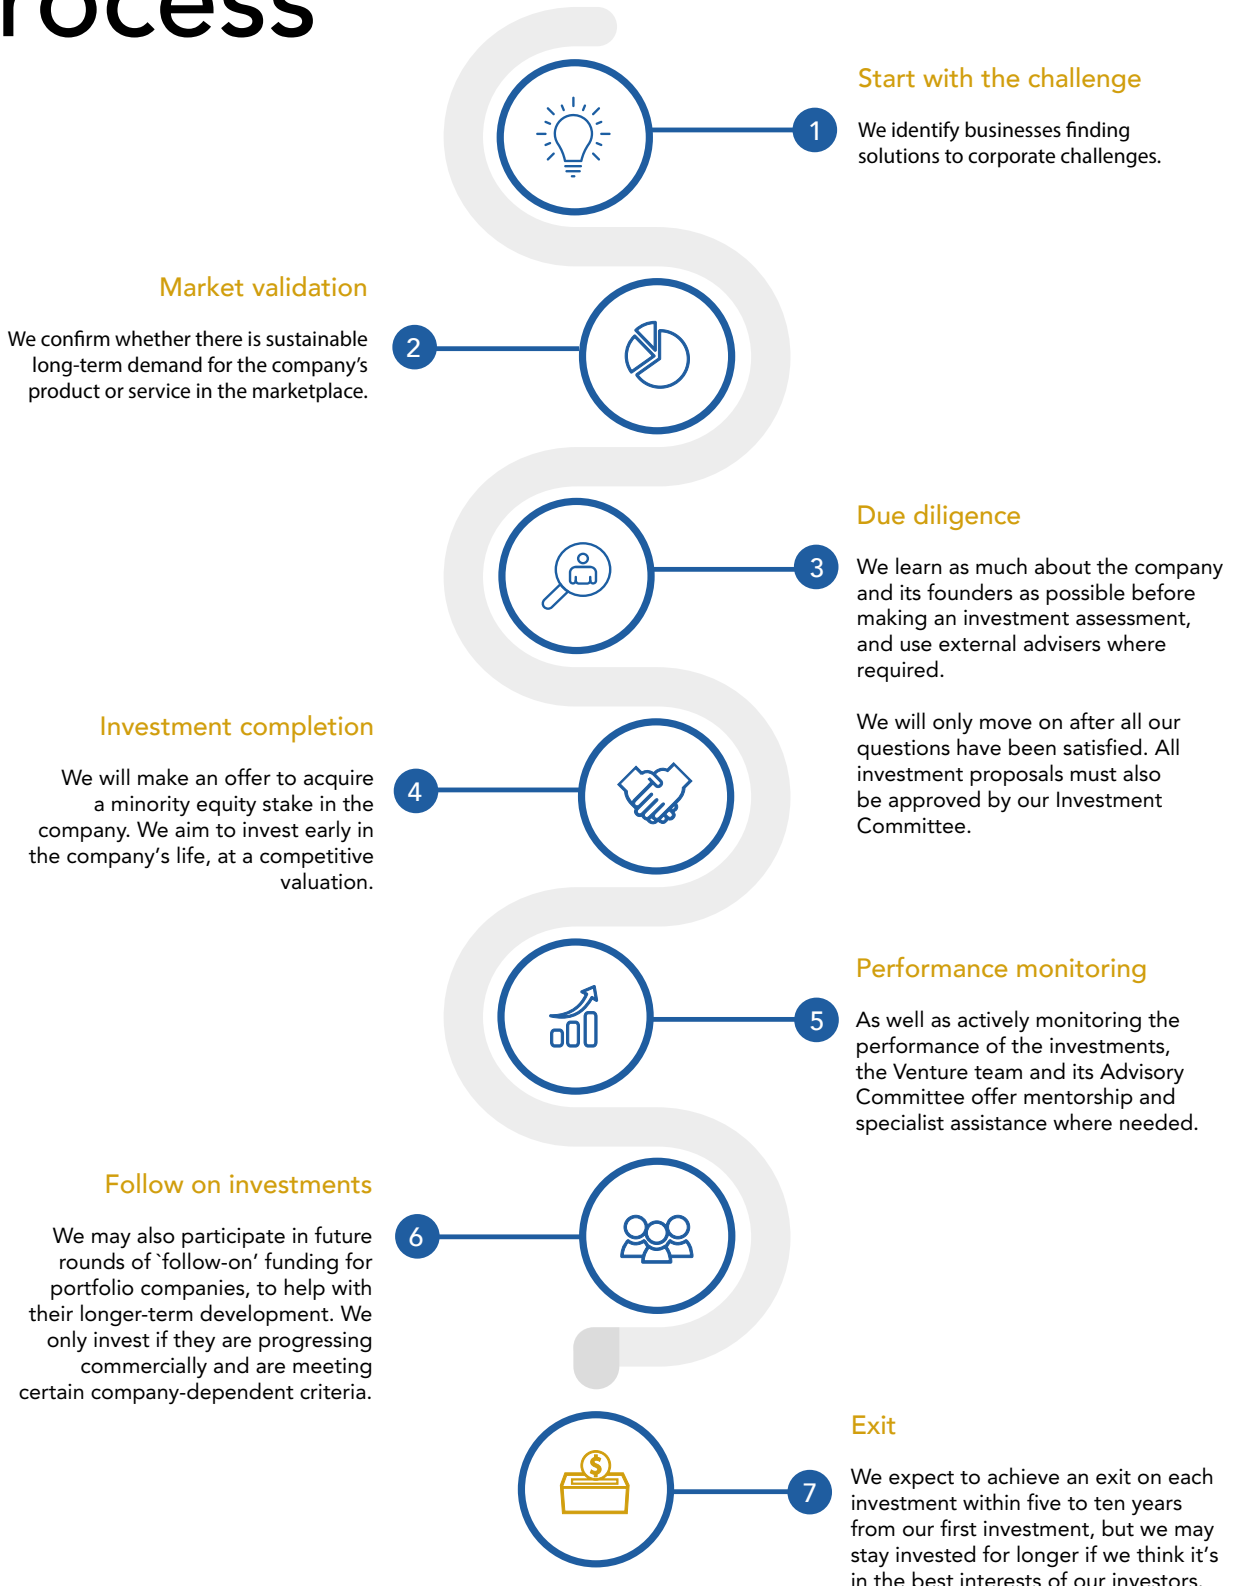 rocess
Start with the challenge
1
We identify businesses finding
solutions to corporate challenges.
Market validation
2
We confirm whether there is sustainable
long-term demand for the company’s
product or service in the marketplace.
Due diligence
3
We learn as much about the company
and its founders as possible before
making an investment assessment,
and use external advisers where
required.
We will only move on after all our
questions have been satisfied. All
investment proposals must also
be approved by our Investment
Committee.
Investment completion
4
We will make an offer to acquire
a minority equity stake in the
company. We aim to invest early in
the company’s life, at a competitive
valuation.
Performance monitoring
5
As well as actively monitoring the
performance of the investments,
the Venture team and its Advisory
Committee offer mentorship and
specialist assistance where needed.
Follow on investments
6
We may also participate in future
rounds of `follow-on’ funding for
portfolio companies, to help with
their longer-term development. We
only invest if they are progressing
commercially and are meeting
certain company-dependent criteria.
$
Exit
7
We expect to achieve an exit on each
investment within five to ten years
from our first investment, but we may
stay invested for longer if we think it’s
in the best interests of our investors.